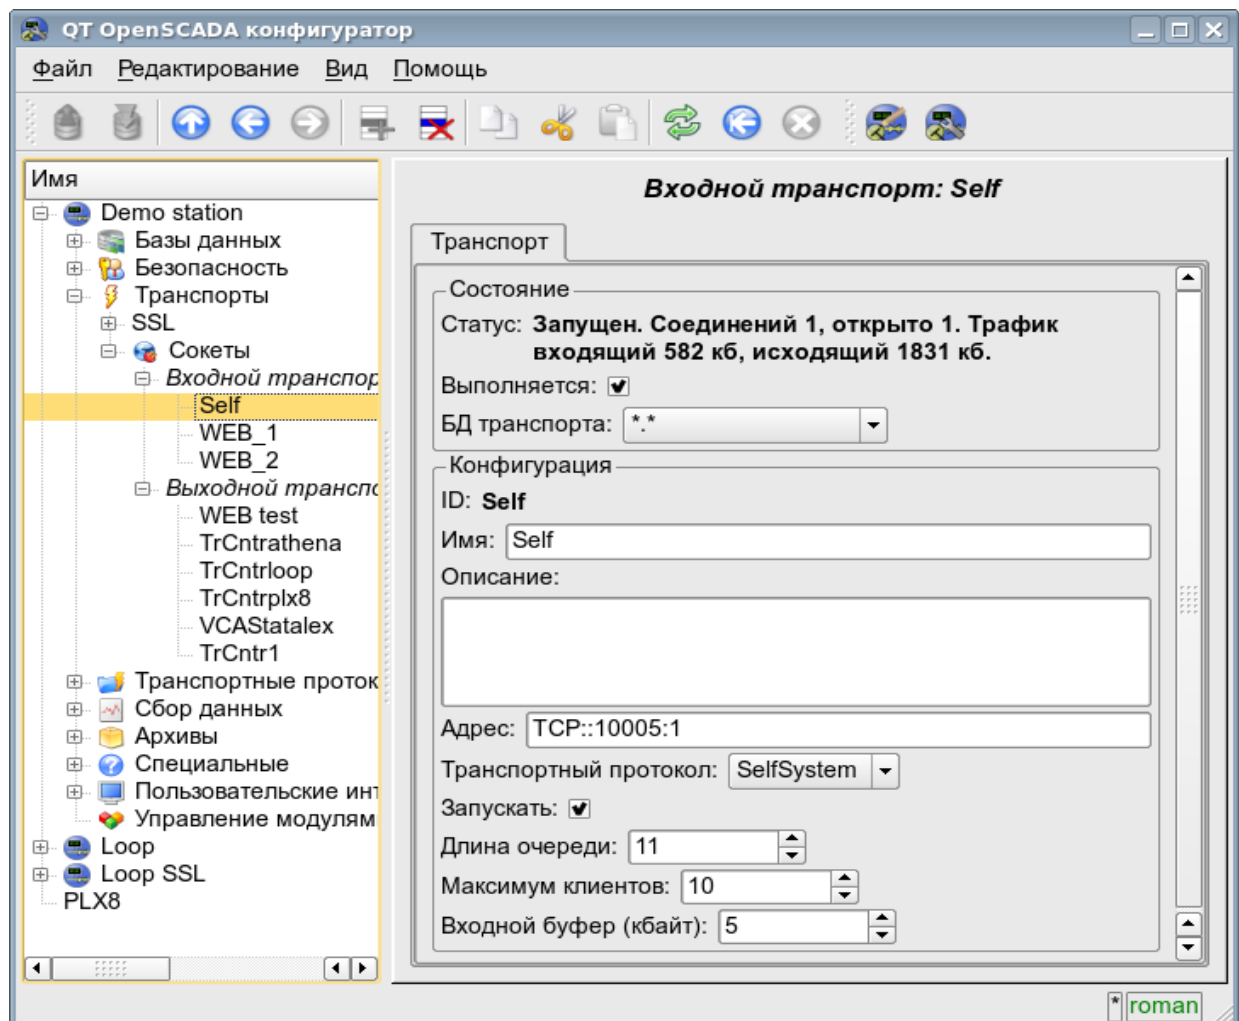 QT OpenSCADA конфигуратор
Файл Редактирование Вид Помощь
Имя
Demo station
Базы данных
Безопасность
Транспорты
SSL
Сокеты
Входной транспор
Self
WEB_1
WEB_2
Выходной трансп
WEB test
TrCntrathena
TrCntrloop
TrCntrplx8
VCAStatalex
TrCntr1
Транспортные проток
Сбор данных
Архивы
Специальные
Пользовательские инт
Управление модулям
Loop
Loop SSL
PLX8
Входной транспорт: Self
Транспорт
Состояние
Статус: Запущен. Соединений 1, открыто 1. Трафик
входящий 582 кб, исходящий 1831 кб.
Выполняется:
БД транспорта: *.*
Конфигурация
ID: Self
Имя: Self
Описание:
Адрес: TCP::10005:1
Транспортный протокол: SelfSystem
Запускать:
Длина очереди: 11
Максимум клиентов: 10
Входной буфер (кбайт): 5
* roman